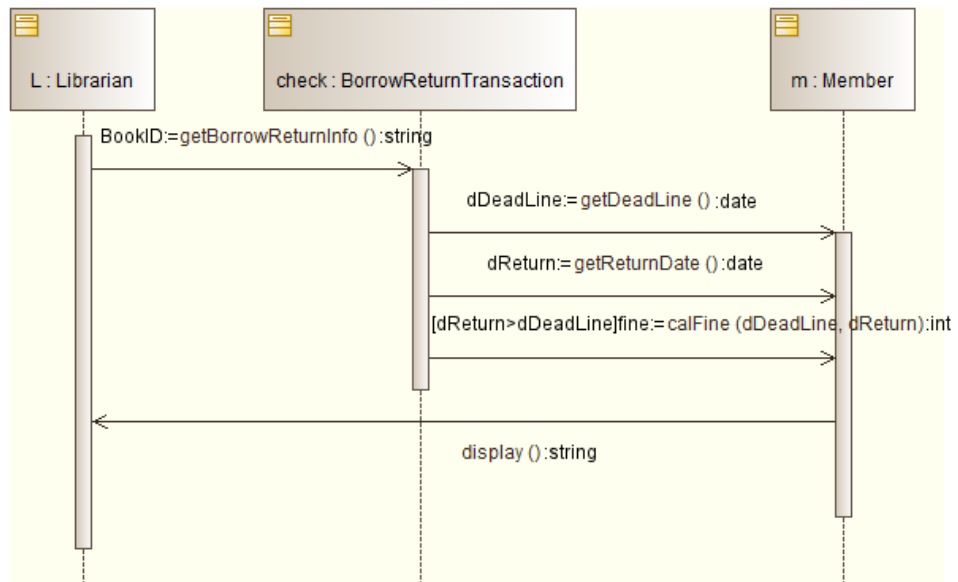 L : Librarian
check : BorrowReturnTransaction
m : Member
BookID:=getBorrowReturnInfo ():string
dDeadLine:= getDeadLine () :date
dReturn:= getReturnDate ():date
[dReturn>dDeadLine]fine:=calFine (dDeadLine, dReturn):int
display ():string